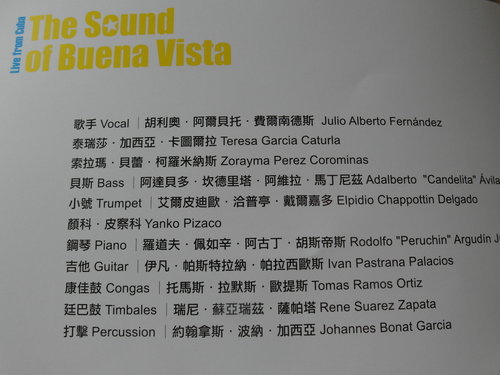 Live from Cuba
The Sound
of Buena Vista
歌手 Vocal｜胡利奧．阿爾貝托．費爾南德斯 Julio Alberto Fernández
泰瑞莎．加西亞．卡圖爾拉 Teresa Garcia Caturla
索拉瑪．貝蕾．柯羅米納斯 Zorayma Perez Corominas
貝斯 Bass｜阿達貝多．坎德里塔．阿維拉．馬丁尼茲 Adalberto "Candelita" Ávila
小號 Trumpet｜艾爾皮迪歐．洽普亭．戴爾嘉多 Elpidio Chappottin Delgado
顏科．皮察科 Yanko Pizaco
鋼琴 Piano｜羅道夫．佩如辛．阿古丁．胡斯帝斯 Rodolfo "Peruchin" Argudín
吉他 Guitar｜伊凡．帕斯特拉納．帕拉西歐斯 Ivan Pastrana Palacios
康佳鼓 Congas｜托馬斯．拉默斯．歐提斯 Tomas Ramos Ortiz
廷巴鼓 Timbales｜瑞尼．蘇亞瑞茲．薩帕塔 Rene Suarez Zapata
打擊 Percussion｜約翰拿斯．波納．加西亞 Johannes Bonat Garcia